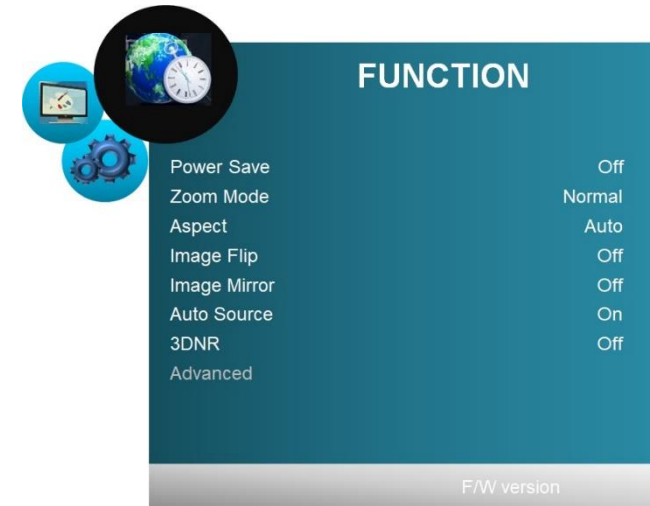 FUNCTION
Power Save Off
Zoom Mode Normal
Aspect Auto
Image Flip Off
Image Mirror Off
Auto Source On
3DNR Off
Advanced
F/W version